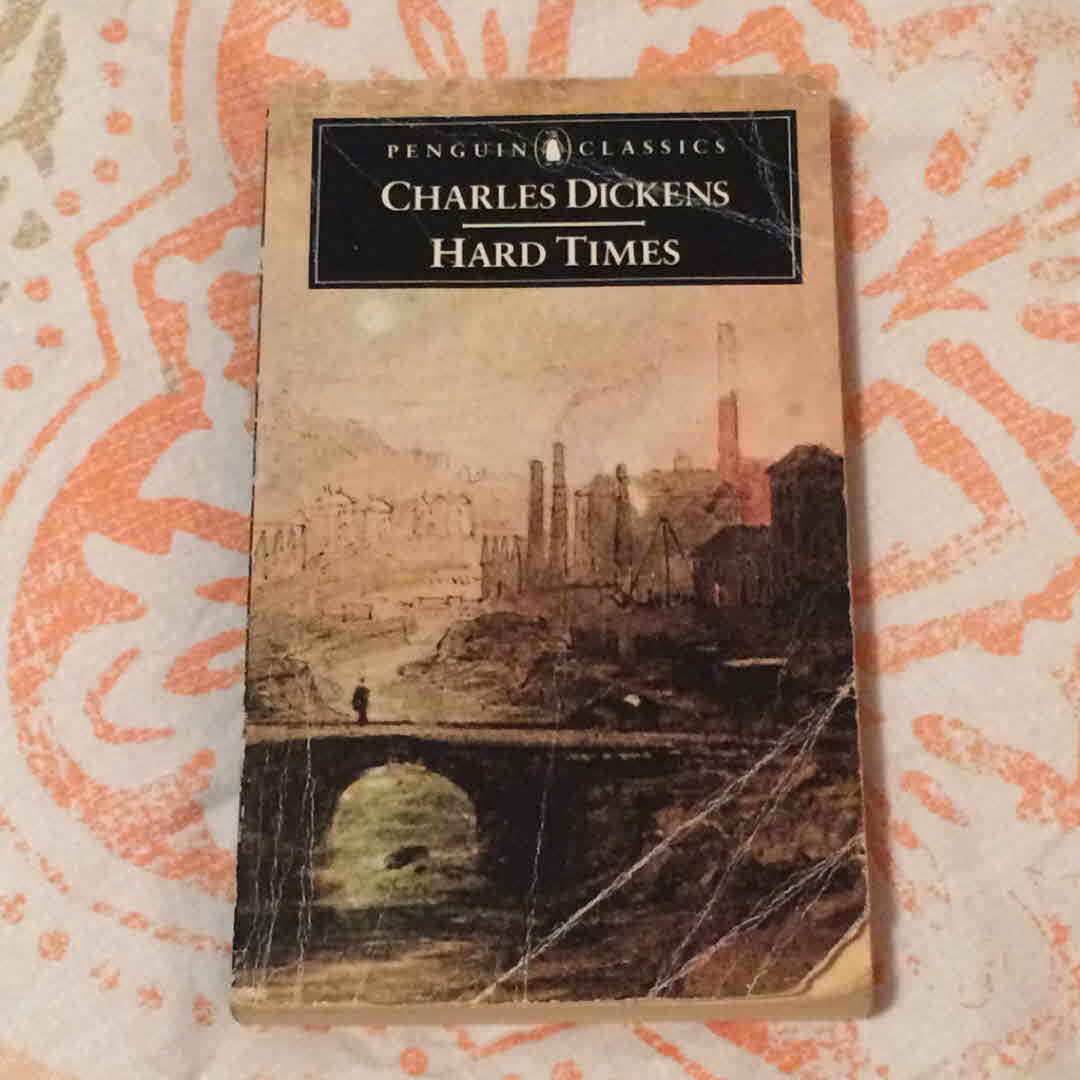 PENGUIN CLASSICS
CHARLES DICKENS
HARD TIMES